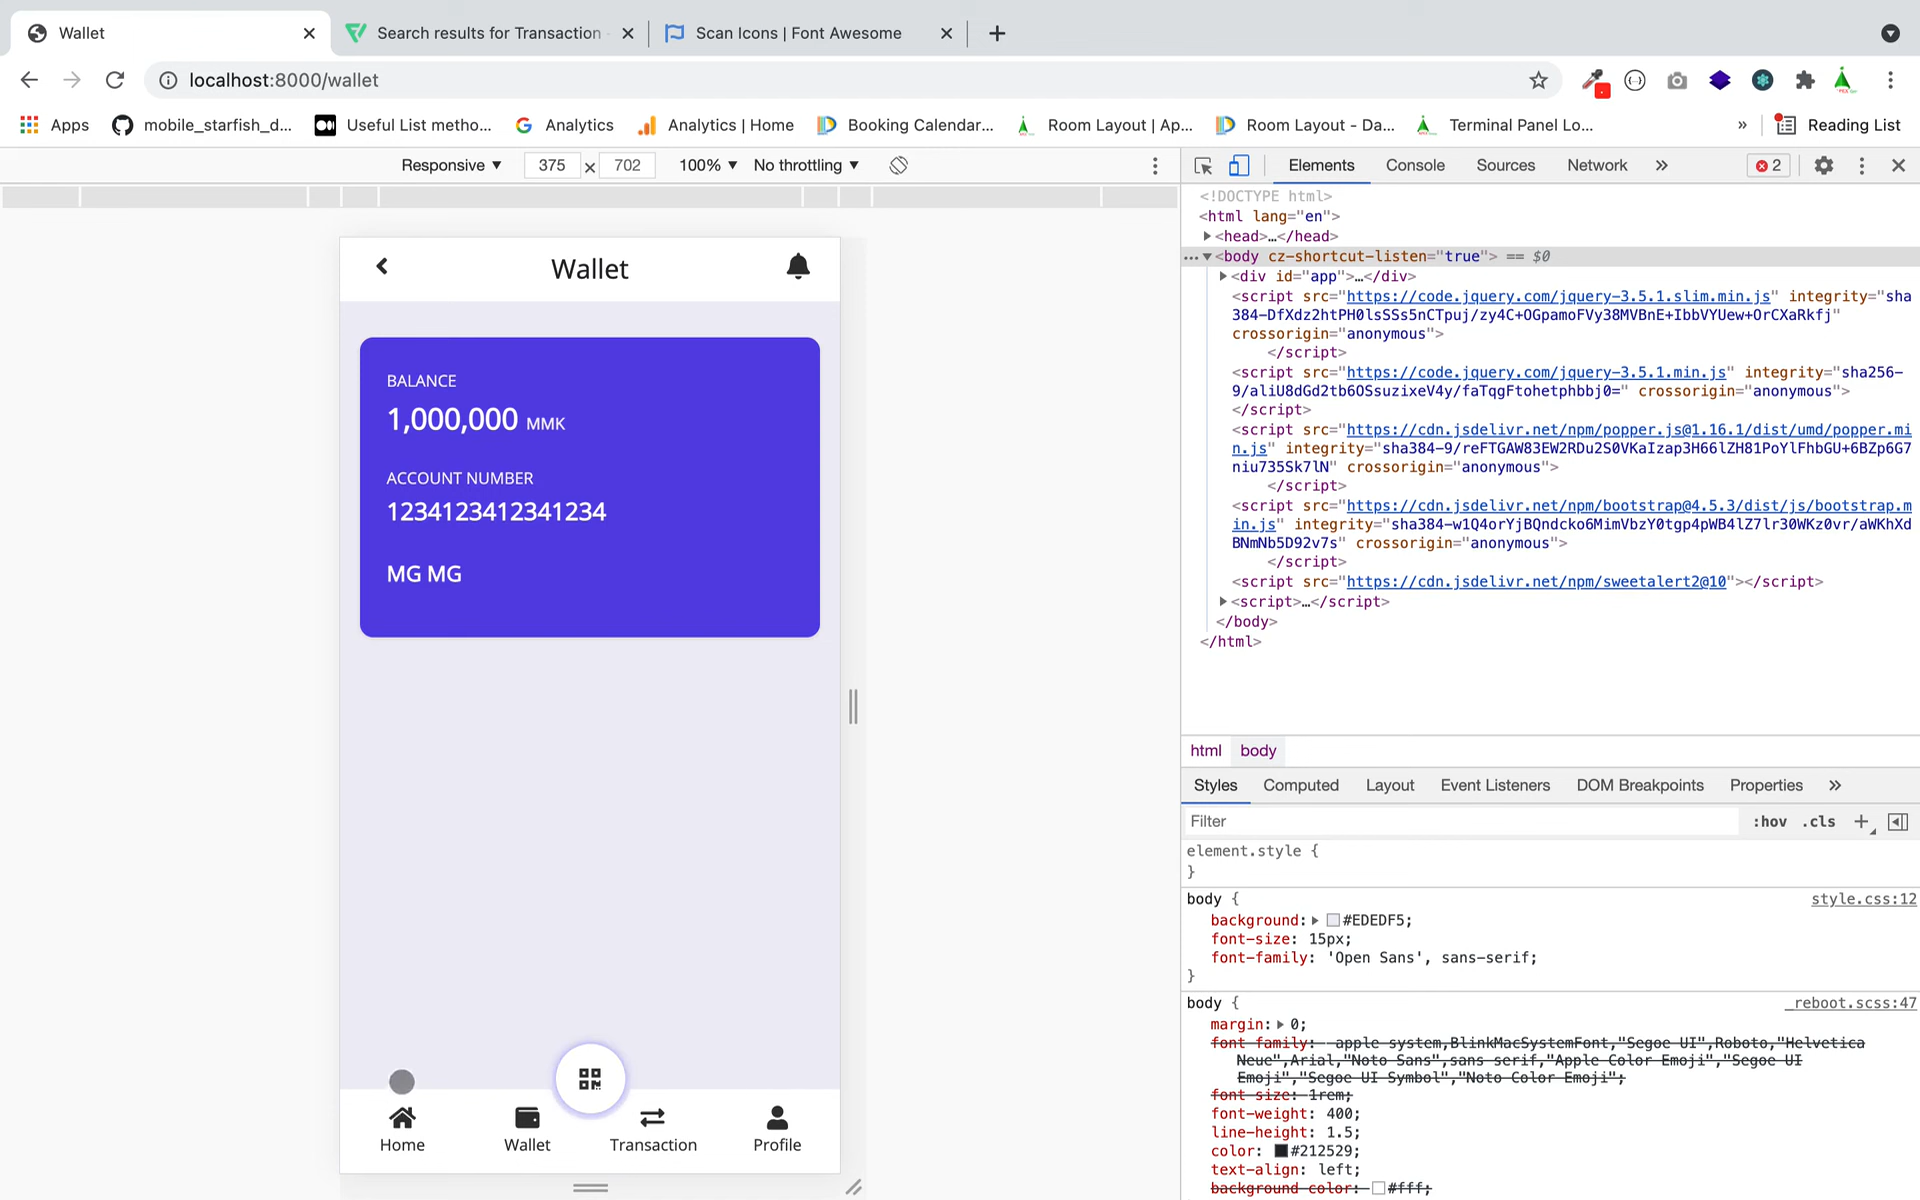 Wallet
Search results for Transaction
Scan Icons | Font Awesome
localhost:8000/wallet
Apps
mobile_starfish_d...
Useful List metho...
Analytics
Analytics | Home
Booking Calendar...
Room Layout | Ap...
Room Layout - Da...
Terminal Panel Lo...
»
Reading List
Responsive ▼
375 × 702
100% ▼
No throttling ▼
Wallet
BALANCE
1,000,000 MMK
ACCOUNT NUMBER
1234123412341234
MG MG
Home
Wallet
Transaction
Profile
Elements
Console
Sources
Network
»
2
<!DOCTYPE html>
<html lang="en">
<head>…</head>
<body cz-shortcut-listen="true"> == $0
<div id="app">…</div>
<script src="https://code.jquery.com/jquery-3.5.1.slim.min.js" integrity="sha
384-DfXdz2htPH0lsSSs5nCTpuj/zy4C+OGpamoFVy38MVBnE+IbbVYUew+OrCXaRkfj"
crossorigin="anonymous">
</script>
<script src="https://code.jquery.com/jquery-3.5.1.min.js" integrity="sha256-
9/aliU8dGd2tb6OSsuzixeV4y/faTqgFtohetphbbj0=" crossorigin="anonymous">
</script>
<script src="https://cdn.jsdelivr.net/npm/popper.js@1.16.1/dist/umd/popper.mi
n.js" integrity="sha384-9/reFTGAW83EW2RDu2S0VKaIzap3H66lZH81PoYlFhbGU+6BZp6G7
niu735Sk7lN" crossorigin="anonymous">
</script>
<script src="https://cdn.jsdelivr.net/npm/bootstrap@4.5.3/dist/js/bootstrap.m
in.js" integrity="sha384-w1Q4orYjBQndcko6MimVbzY0tgp4pWB4lZ7lr30WKz0vr/aWKhXd
BNmNb5D92v7s" crossorigin="anonymous">
</script>
<script src="https://cdn.jsdelivr.net/npm/sweetalert2@10"></script>
<script>…</script>
</body>
</html>
html
body
Styles
Computed
Layout
Event Listeners
DOM Breakpoints
Properties
»
Filter
:hov
.cls
element.style {
}
body {
style.css:12
background: #EDEDF5;
font-size: 15px;
font-family: 'Open Sans', sans-serif;
}
body {
_reboot.scss:47
margin: 0;
font-family: -apple-system,BlinkMacSystemFont,"Segoe UI",Roboto,"Helvetica
Neue",Arial,"Noto Sans",sans-serif,"Apple Color Emoji","Segoe UI
Emoji","Segoe UI Symbol","Noto Color Emoji";
font-size: 1rem;
font-weight: 400;
line-height: 1.5;
color: #212529;
text-align: left;
background-color: #fff;